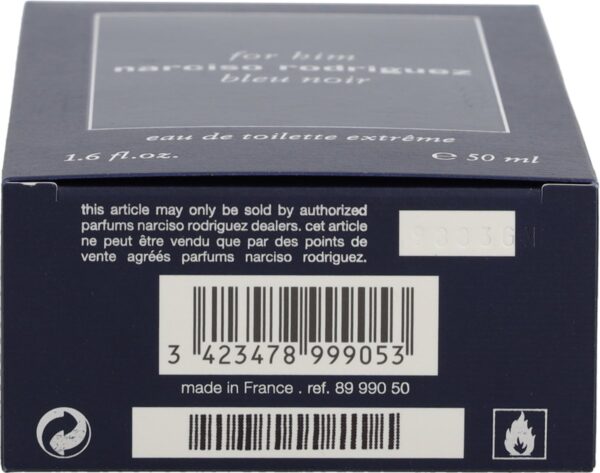 for him
narciso rodriguez
bleu noir
eau de toilette extrême
1.6 fl.oz. ℮ 50 ml
this article may only be sold by authorized
parfums narciso rodriguez dealers. cet article
ne peut être vendu que par des points de
vente agréés parfums narciso rodriguez.
3 423478 999053
made in France . ref. 89 990 50